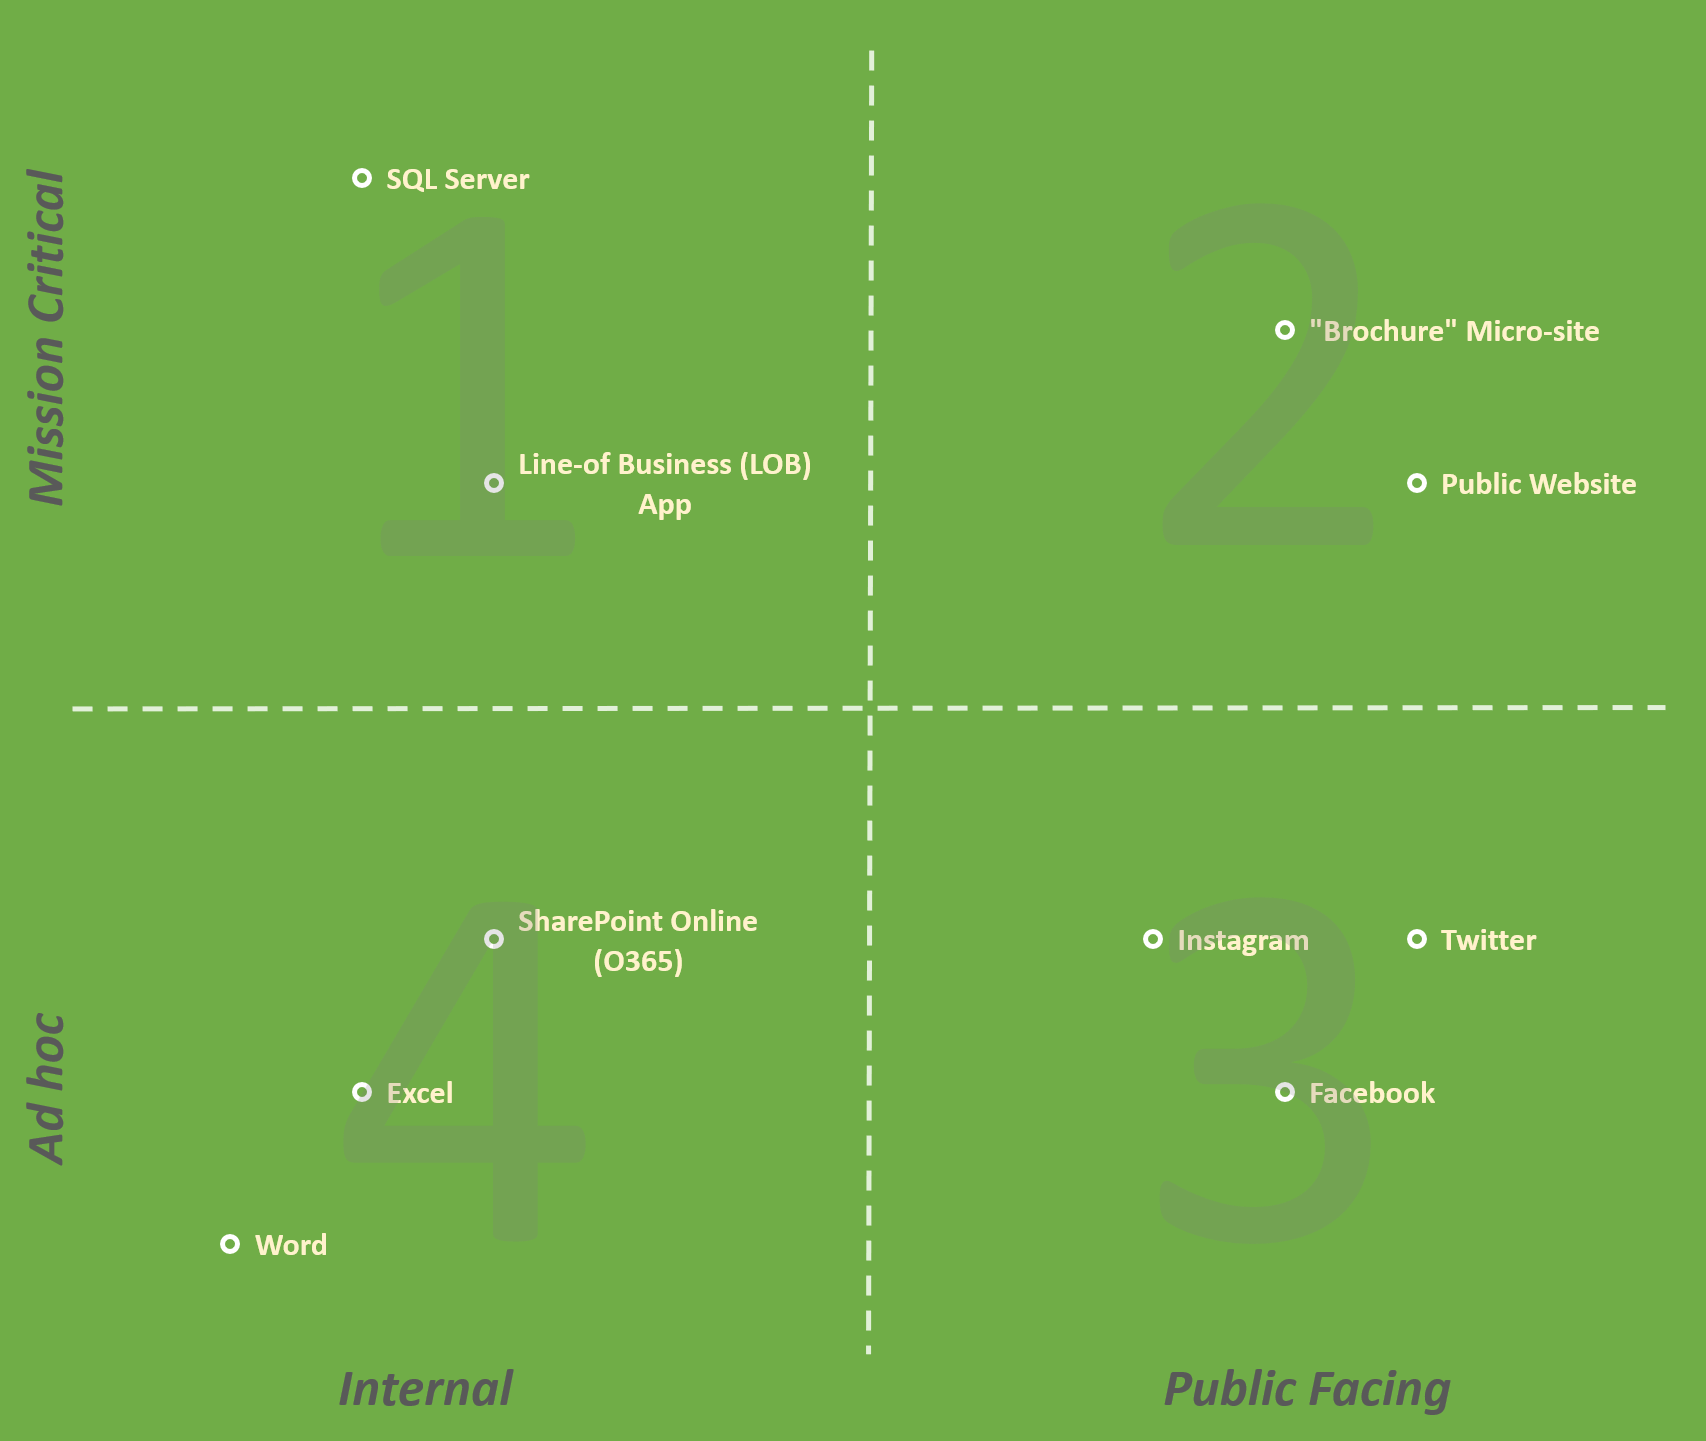 Mission Critical
1
SQL Server
Line-of Business (LOB)
App
2
"Brochure" Micro-site
Public Website
Ad hoc
4
SharePoint Online
(O365)
Excel
Word
3
Instagram
Twitter
Facebook
Internal
Public Facing